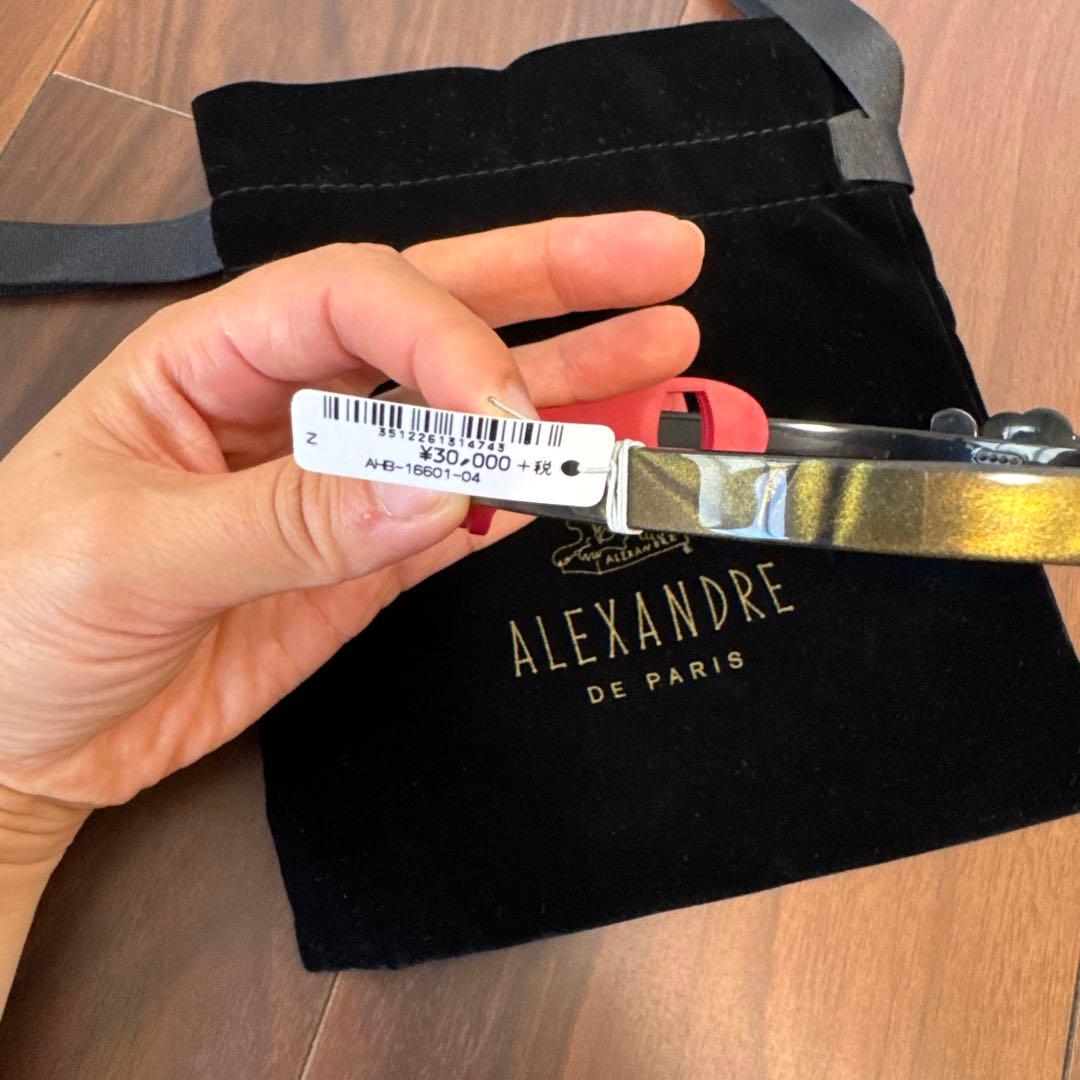 3512261314743
¥30,000+税
AHB-16601-04
Z
ALEXANDRE
ALEXANDRE
DE PARIS